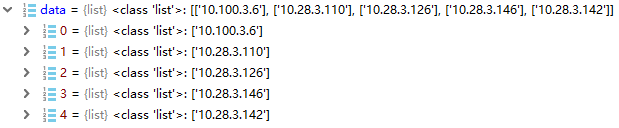 data = {list} <class 'list'>: [['10.100.3.6'], ['10.28.3.110'], ['10.28.3.126'], ['10.28.3.146'], ['10.28.3.142']]
0 = {list} <class 'list'>: ['10.100.3.6']
1 = {list} <class 'list'>: ['10.28.3.110']
2 = {list} <class 'list'>: ['10.28.3.126']
3 = {list} <class 'list'>: ['10.28.3.146']
4 = {list} <class 'list'>: ['10.28.3.142']